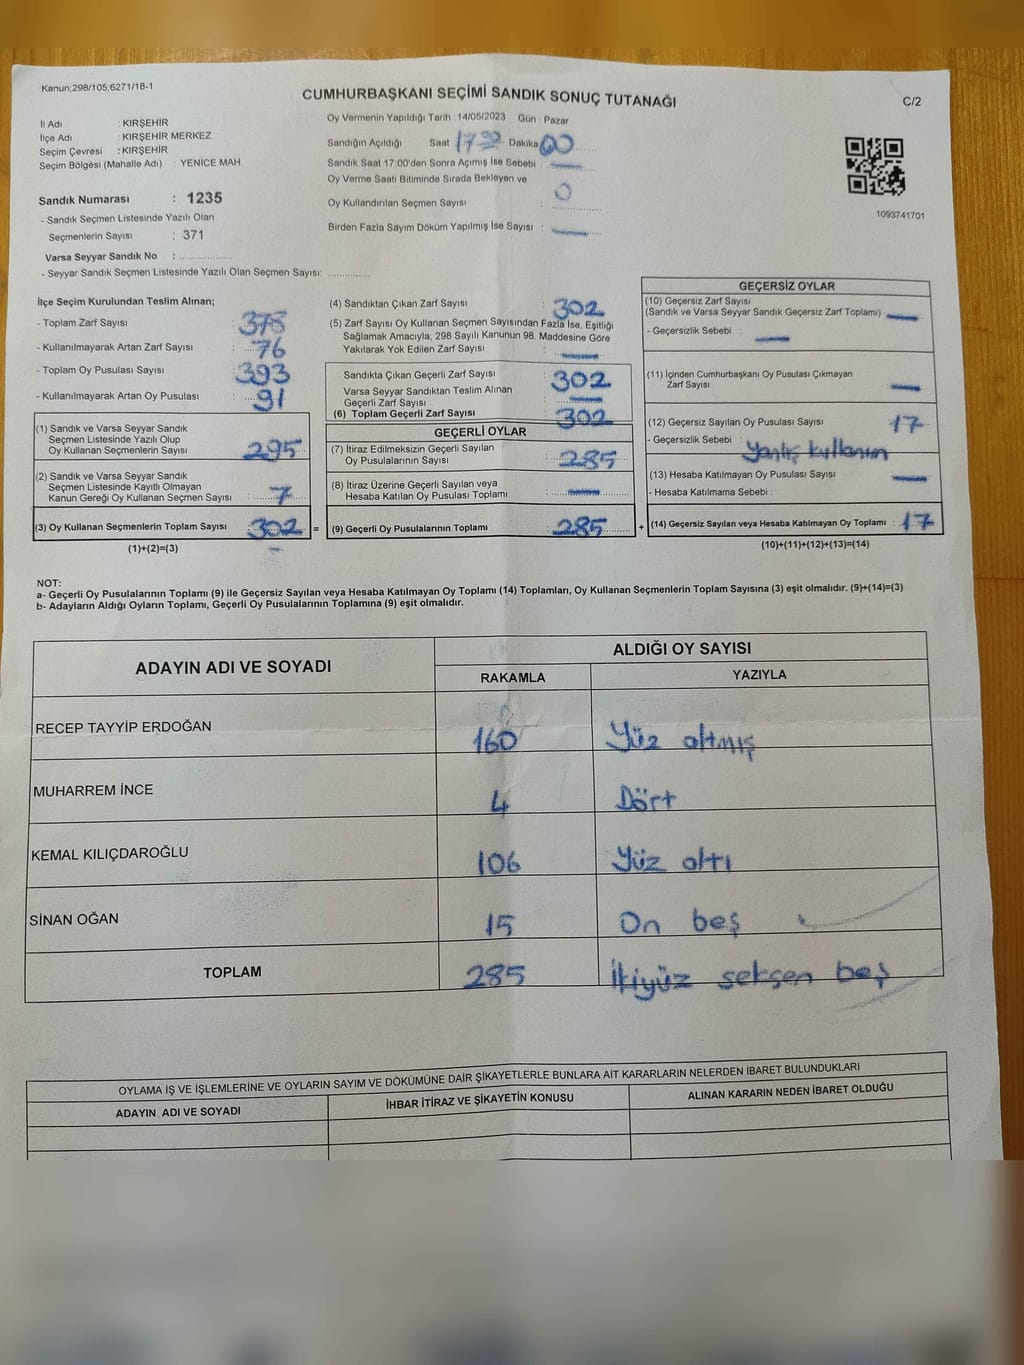 Kanun;298/105;6271/18-1
CUMHURBAŞKANI SEÇİMİ SANDIK SONUÇ TUTANAĞI
C/2
İl Adı : KIRŞEHİR
İlçe Adı : KIRŞEHİR MERKEZ
Seçim Çevresi : KIRŞEHİR
Seçim Bölgesi (Mahalle Adı) : YENİCE MAH.
Sandık Numarası : 1235
- Sandık Seçmen Listesinde Yazılı Olan
Seçmenlerin Sayısı : 371
Varsa Seyyar Sandık No :
- Seyyar Sandık Seçmen Listesinde Yazılı Olan Seçmen Sayısı:
Oy Vermenin Yapıldığı Tarih : 14/05/2023 Gün : Pazar
Sandığın Açıldığı Saat Dakika 00
Sandık Saat 17:00'den Sonra Açımış İse Sebebi : —
Oy Verme Saati Bitiminde Sırada Bekleyen ve
Oy Kullandırılan Seçmen Sayısı : 0
Birden Fazla Sayım Döküm Yapılmış İse Sayısı : —
1093741701
İlçe Seçim Kurulundan Teslim Alınan;
- Toplam Zarf Sayısı : 378
- Kullanılmayarak Artan Zarf Sayısı : 76
- Toplam Oy Pusulası Sayısı : 393
- Kullanılmayarak Artan Oy Pusulası : 91
(1) Sandık ve Varsa Seyyar Sandık
Seçmen Listesinde Yazılı Olup
Oy Kullanan Seçmenlerin Sayısı : 295
(2) Sandık ve Varsa Seyyar Sandık
Seçmen Listesinde Kayıtlı Olmayan
Kanun Gereği Oy Kullanan Seçmen Sayısı : 7
(3) Oy Kullanan Seçmenlerin Toplam Sayısı : 302 =
(1)+(2)=(3)
(4) Sandıktan Çıkan Zarf Sayısı : 302
(5) Zarf Sayısı Oy Kullanan Seçmen Sayısından Fazla İse, Eşitliği
Sağlamak Amacıyla; 298 Sayılı Kanunun 98. Maddesine Göre
Yakılarak Yok Edilen Zarf Sayısı : —
Sandıkta Çıkan Geçerli Zarf Sayısı : 302
Varsa Seyyar Sandıktan Teslim Alınan
Geçerli Zarf Sayısı : —
(6) Toplam Geçerli Zarf Sayısı : 302
GEÇERLİ OYLAR
(7) İtiraz Edilmeksizin Geçerli Sayılan
Oy Pusulalarının Sayısı : 285
(8) İtiraz Üzerine Geçerli Sayılan veya
Hesaba Katılan Oy Pusulası Toplamı : —
(9) Geçerli Oy Pusulalarının Toplamı : 285 +
GEÇERSİZ OYLAR
(10) Geçersiz Zarf Sayısı
(Sandık ve Varsa Seyyar Sandık Geçersiz Zarf Toplamı) : —
- Geçersizlik Sebebi : —
(11) İçinden Cumhurbaşkanı Oy Pusulası Çıkmayan
Zarf Sayısı : —
(12) Geçersiz Sayılan Oy Pusulası Sayısı : 17
- Geçersizlik Sebebi : Yanlış kullanım
(13) Hesaba Katılmayan Oy Pusulası Sayısı : —
- Hesaba Katılmama Sebebi :
(14) Geçersiz Sayılan veya Hesaba Katılmayan Oy Toplamı : 17
(10)+(11)+(12)+(13)=(14)
NOT:
a- Geçerli Oy Pusulalarının Toplamı (9) ile Geçersiz Sayılan veya Hesaba Katılmayan Oy Toplamı (14) Toplamları, Oy Kullanan Seçmenlerin Toplam Sayısına (3) eşit olmalıdır. (9)+(14)=(3)
b- Adayların Aldığı Oyların Toplamı, Geçerli Oy Pusulalarının Toplamına (9) eşit olmalıdır.
ADAYIN ADI VE SOYADI
ALDIĞI OY SAYISI
RAKAMLA YAZIYLA
RECEP TAYYİP ERDOĞAN 160 Yüz altmış
MUHARREM İNCE 4 Dört
KEMAL KILIÇDAROĞLU 106 Yüz altı
SİNAN OĞAN 15 On beş
TOPLAM 285 İkiyüz seksen beş
OYLAMA İŞ VE İŞLEMLERİNE VE OYLARIN SAYIM VE DÖKÜMÜNE DAİR ŞİKAYETLERLE BUNLARA AİT KARARLARIN NELERDEN İBARET BULUNDUKLARI
ADAYIN ADI VE SOYADI İHBAR İTİRAZ VE ŞİKAYETİN KONUSU ALINAN KARARIN NEDEN İBARET OLDUĞU